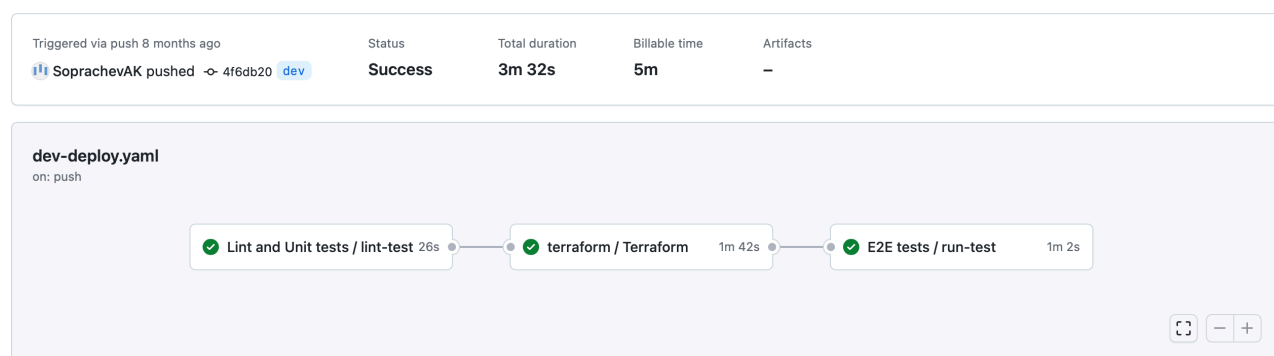 Triggered via push 8 months ago
SoprachevAK pushed 4f6db20 dev
Status
Success
Total duration
3m 32s
Billable time
5m
Artifacts
–
dev-deploy.yaml
on: push
Lint and Unit tests / lint-test 26s
terraform / Terraform 1m 42s
E2E tests / run-test 1m 2s